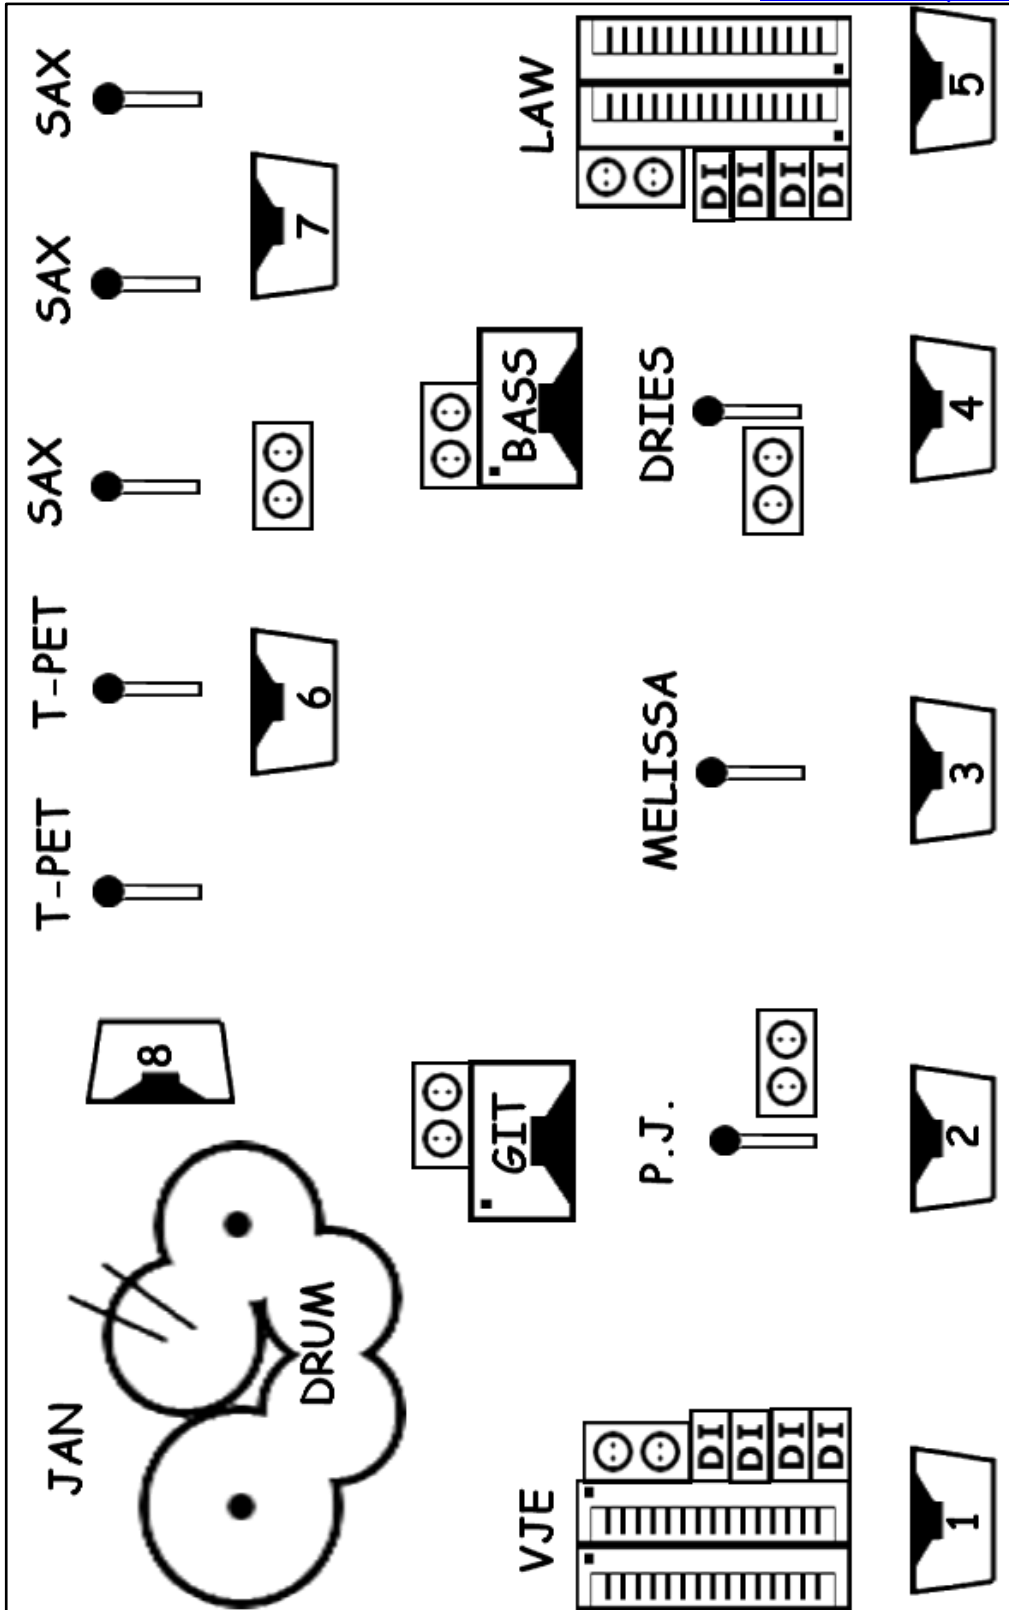 JAN
T-PET
T-PET
SAX
SAX
SAX
8
6
7
DRUM
GIT
BASS
VJE
P.J.
MELISSA
DRIES
LAW
DI
DI
DI
DI
DI
DI
DI
DI
1
2
3
4
5